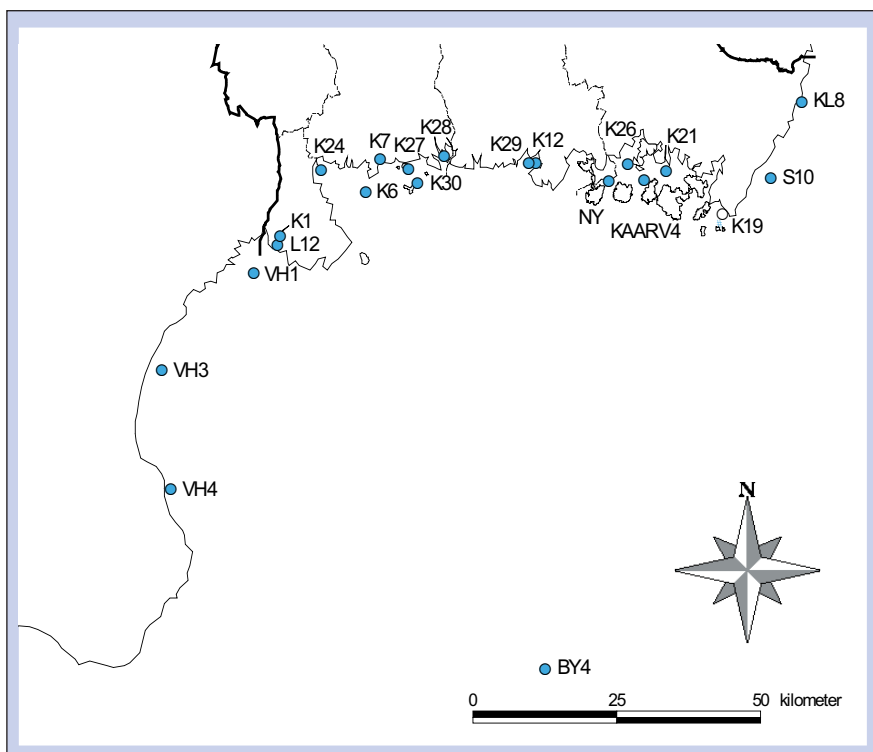 KL8
K28
K7
K27
K24
K29
K12
K26
K21
S10
K6
K30
NY
KAARV4
K19
K1
L12
VH1
VH3
VH4
N
BY4
0 25 50 kilometer